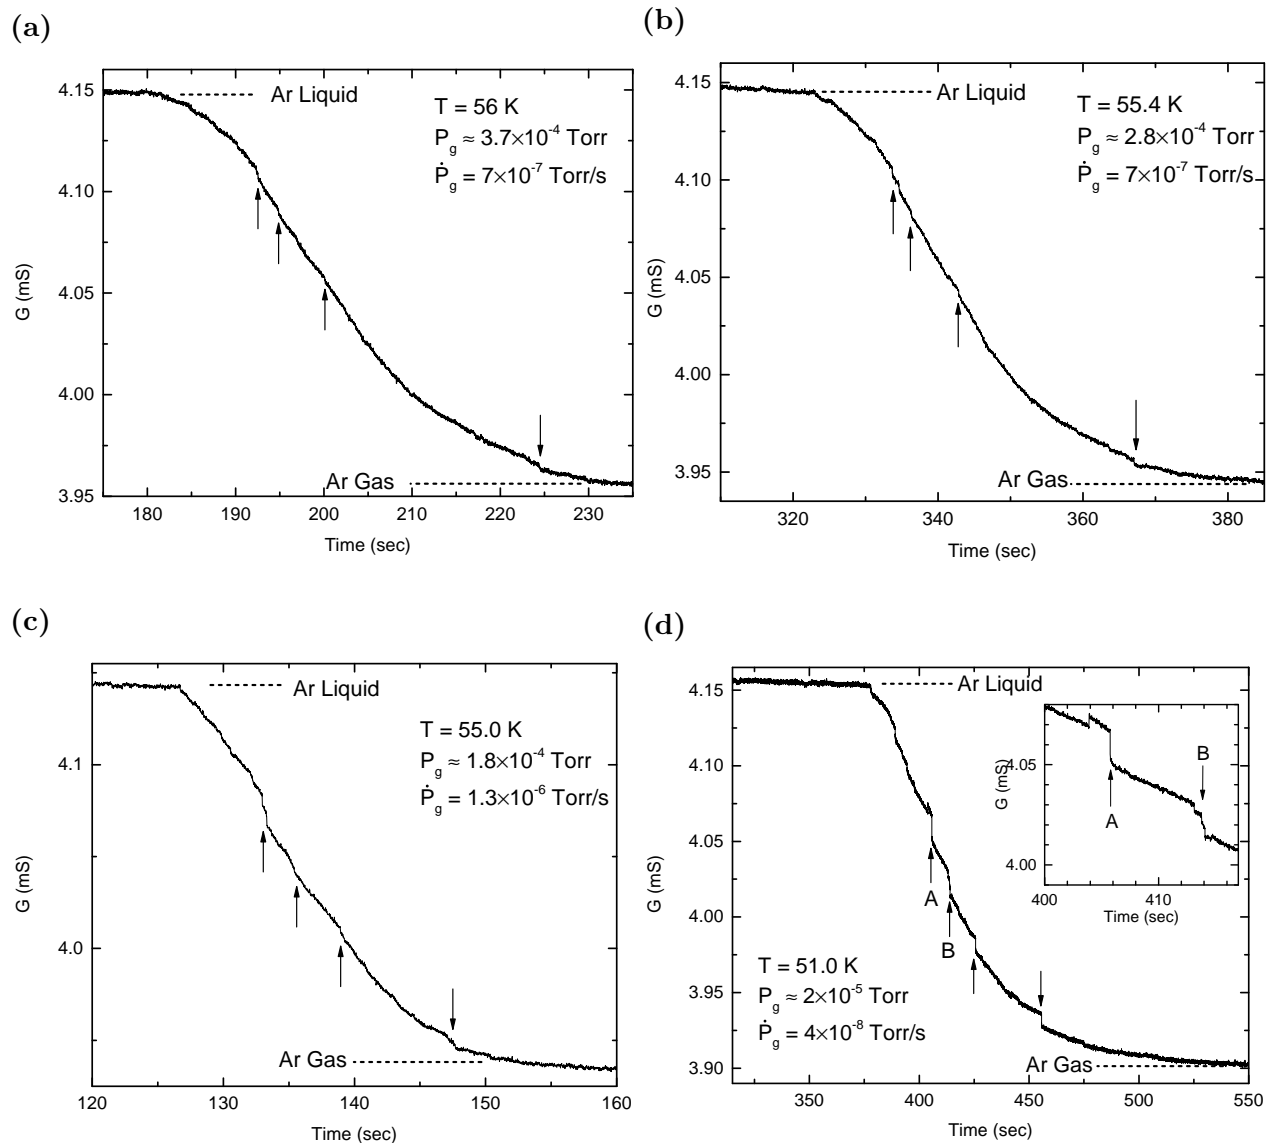 (a)
4.15
4.10
4.05
4.00
3.95
G (mS)
Ar Liquid
T = 56 K
P_g ≈ 3.7×10^-4 Torr
Ṗ_g = 7×10^-7 Torr/s
Ar Gas
180 190 200 210 220 230
Time (sec)
(b)
4.15
4.10
4.05
4.00
3.95
G (mS)
Ar Liquid
T = 55.4 K
P_g ≈ 2.8×10^-4 Torr
Ṗ_g = 7×10^-7 Torr/s
Ar Gas
320 340 360 380
Time (sec)
(c)
4.1
4.0
G (mS)
Ar Liquid
T = 55.0 K
P_g ≈ 1.8×10^-4 Torr
Ṗ_g = 1.3×10^-6 Torr/s
Ar Gas
120 130 140 150 160
Time (sec)
(d)
4.15
4.10
4.05
4.00
3.95
3.90
G (mS)
Ar Liquid
A
B
T = 51.0 K
P_g ≈ 2×10^-5 Torr
Ṗ_g = 4×10^-8 Torr/s
Ar Gas
350 400 450 500 550
Time (sec)
4.05
4.00
G (mS)
A
B
400 410
Time (sec)